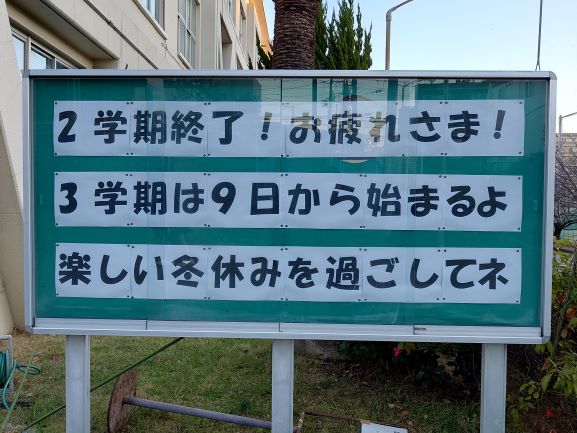 2学期終了！お疲れさま！
3学期は9日から始まるよ
楽しい冬休みを過ごしてネ